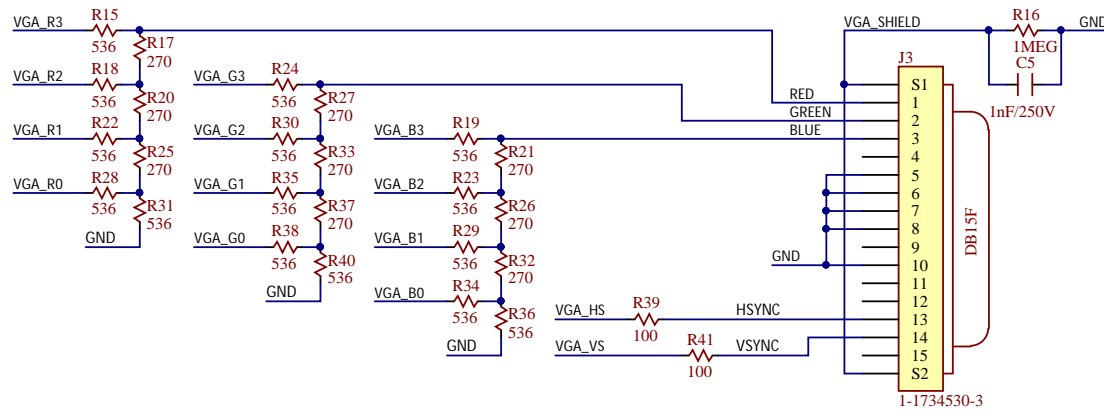 VGA_R3 R15 VGA_SHIELD R16 GND
536 R17 1MEG
270 C5
VGA_R2 R18 VGA_G3 R24 J3
536 R20 536 R27 RED S1 1nF/250V
270 270 GREEN 1
VGA_R1 R22 VGA_G2 R30 VGA_B3 R19 BLUE 2
536 R25 536 R33 536 R21 3
270 270 270 4
VGA_R0 R28 VGA_G1 R35 VGA_B2 R23 5
536 R31 536 R37 536 R26 6
536 270 270 7
GND VGA_G0 R38 VGA_B1 R29 8
536 R40 536 R32 9
536 270 GND 10
GND VGA_B0 R34 11
536 R36 12
536 VGA_HS R39 HSYNC 13
100 14
GND VGA_VS R41 VSYNC 15
100 S2
DB15F
1-1734530-3